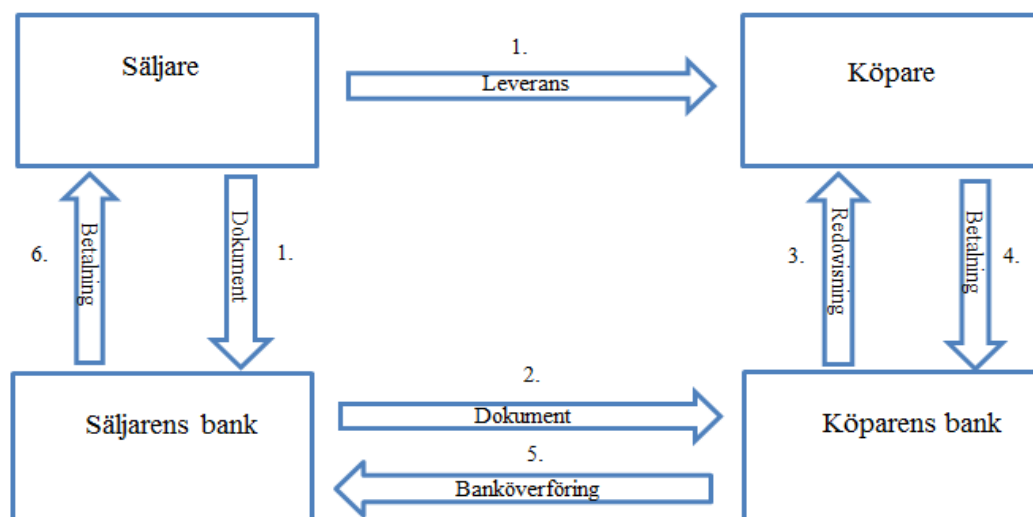 Säljare
1.
Leverans
Köpare
6.
Betalning
Dokument
1.
3.
Redovisning
Betalning
4.
Säljarens bank
2.
Dokument
5.
Banköverföring
Köparens bank